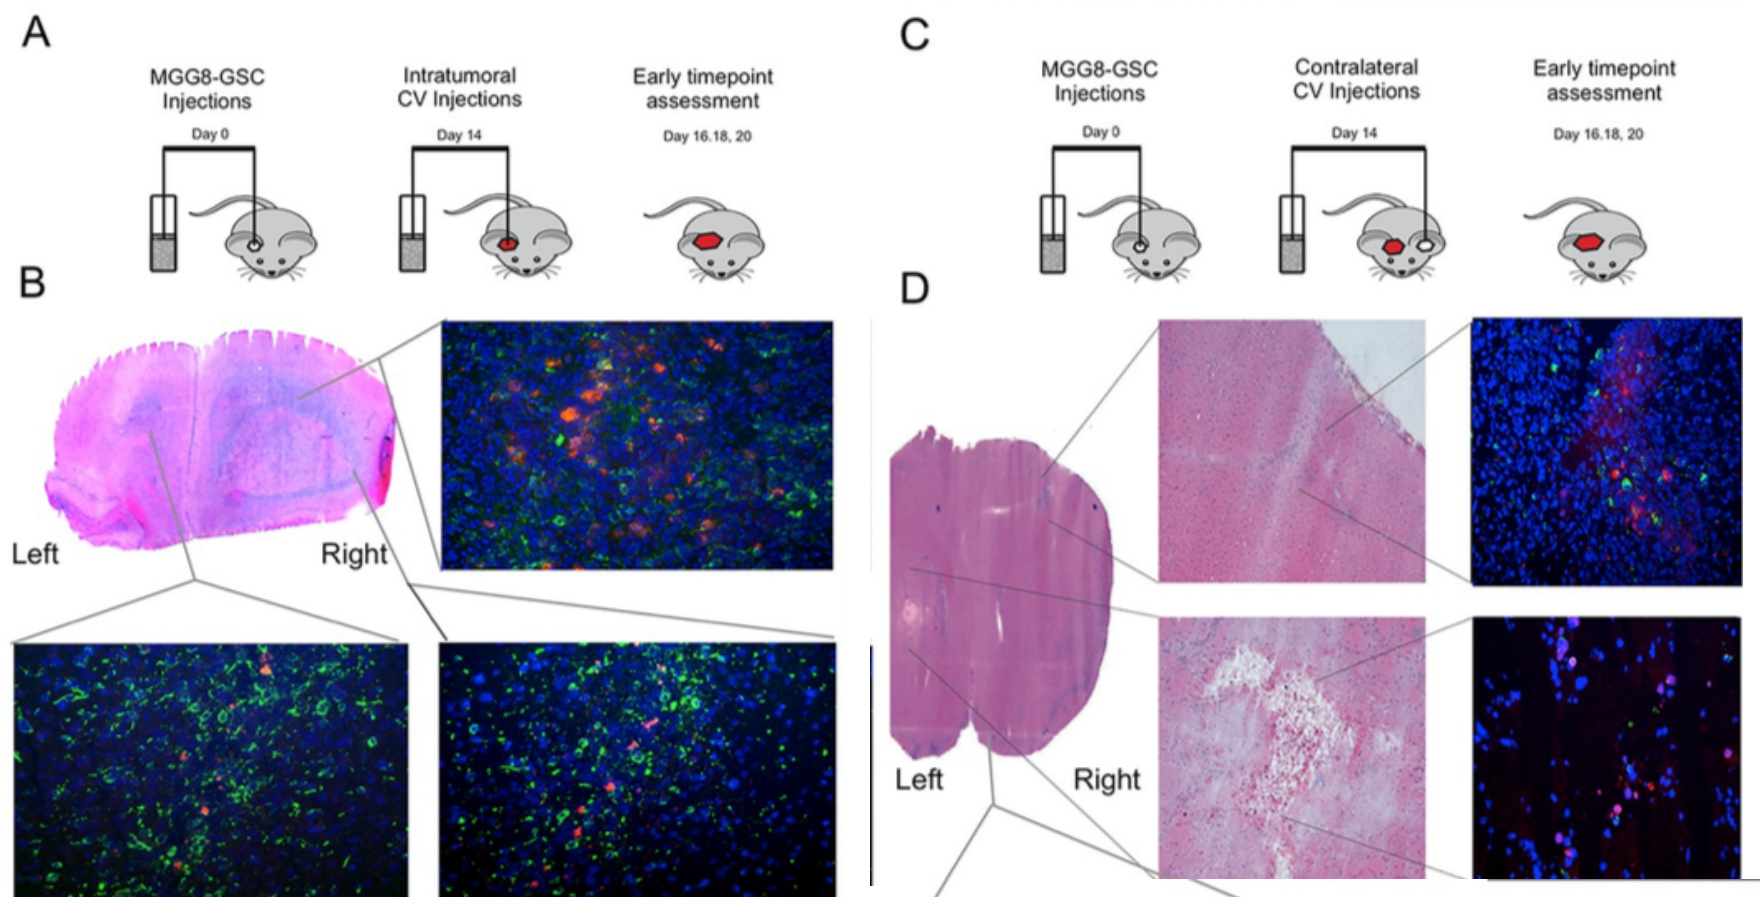 A
MGG8-GSC
Injections
Day 0
Intratumoral
CV Injections
Day 14
Early timepoint
assessment
Day 16.18, 20
B
Left
Right
C
MGG8-GSC
Injections
Day 0
Contralateral
CV Injections
Day 14
Early timepoint
assessment
Day 16.18, 20
D
Left
Right